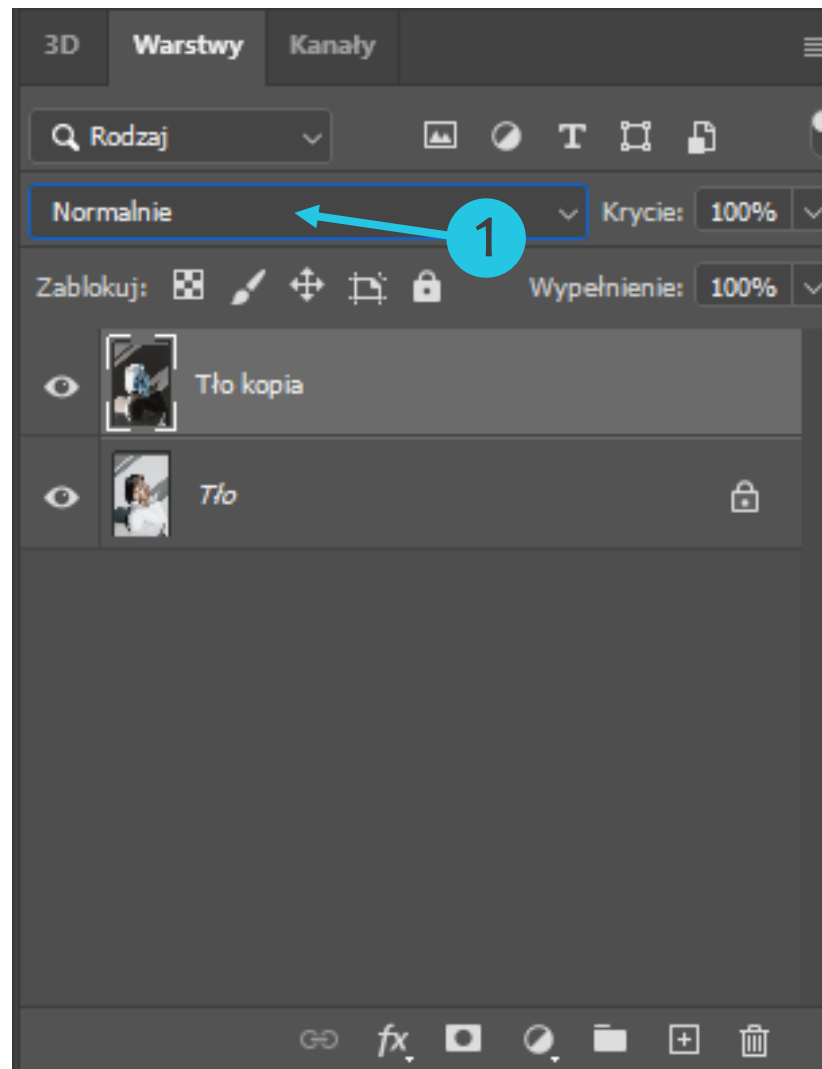 3D Warstwy Kanały
Rodzaj T
Normalnie 1 Krycie: 100%
Zablokuj: Wypełnienie: 100%
Tło kopia
Tło
fx